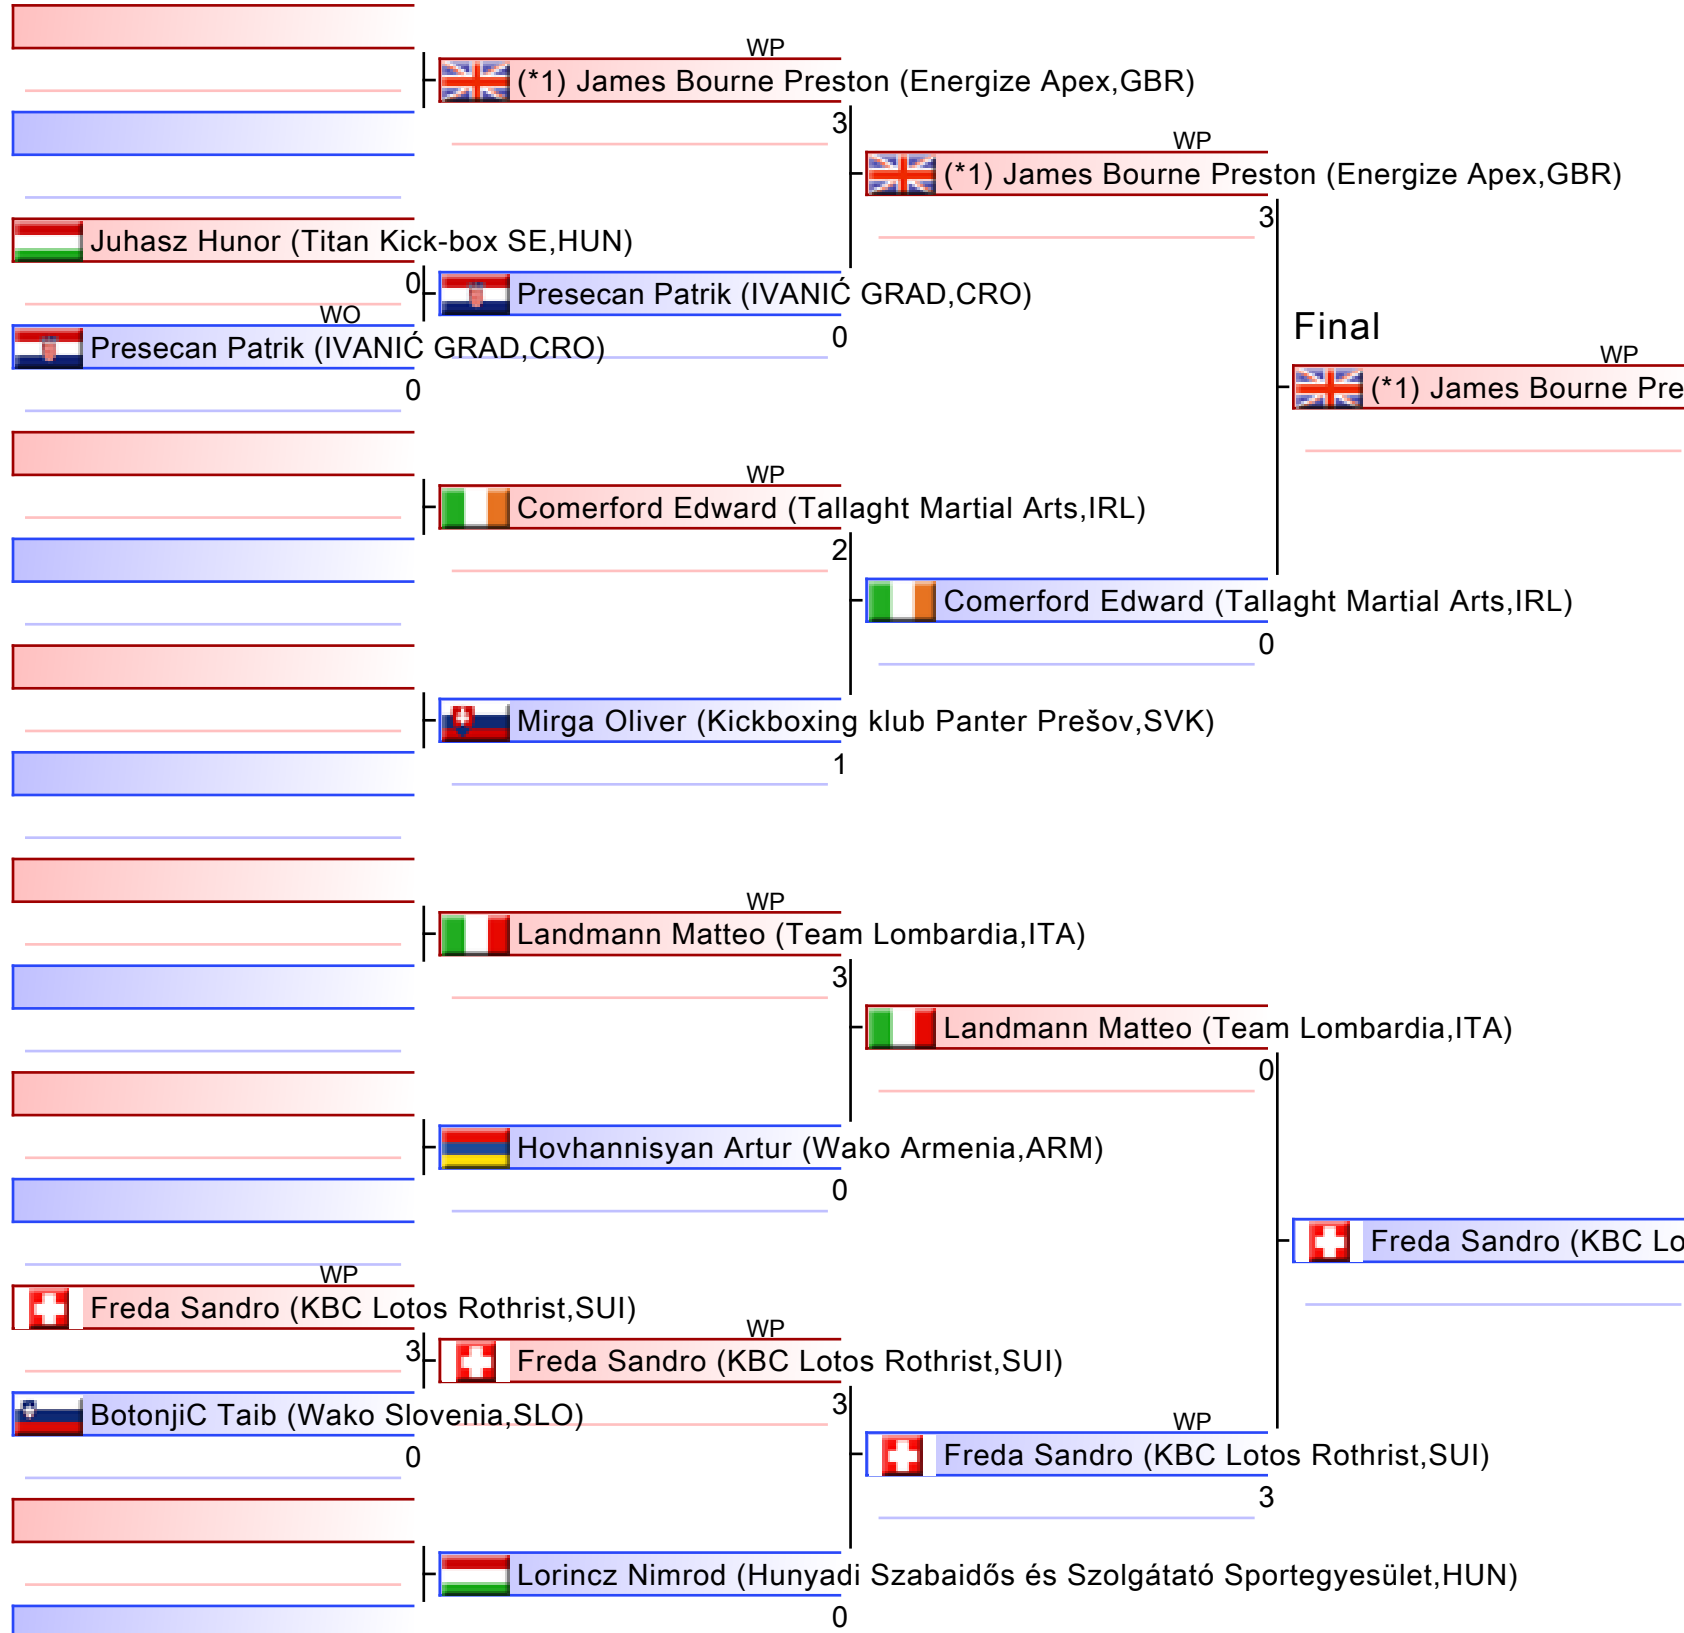 WP
(*1) James Bourne Preston (Energize Apex,GBR)
3
WP
(*1) James Bourne Preston (Energize Apex,GBR)
3
Juhasz Hunor (Titan Kick-box SE,HUN)
0
Presecan Patrik (IVANIĆ GRAD,CRO)
0
WO
Presecan Patrik (IVANIĆ GRAD,CRO)
0
Final
WP
(*1) James Bourne Pre
WP
Comerford Edward (Tallaght Martial Arts,IRL)
2
Comerford Edward (Tallaght Martial Arts,IRL)
0
Mirga Oliver (Kickboxing klub Panter Prešov,SVK)
1
WP
Landmann Matteo (Team Lombardia,ITA)
3
Landmann Matteo (Team Lombardia,ITA)
0
Hovhannisyan Artur (Wako Armenia,ARM)
0
Freda Sandro (KBC Lo
WP
Freda Sandro (KBC Lotos Rothrist,SUI)
3
WP
Freda Sandro (KBC Lotos Rothrist,SUI)
3
BotonjiC Taib (Wako Slovenia,SLO)
0
WP
Freda Sandro (KBC Lotos Rothrist,SUI)
3
Lorincz Nimrod (Hunyadi Szabaidős és Szolgátató Sportegyesület,HUN)
0